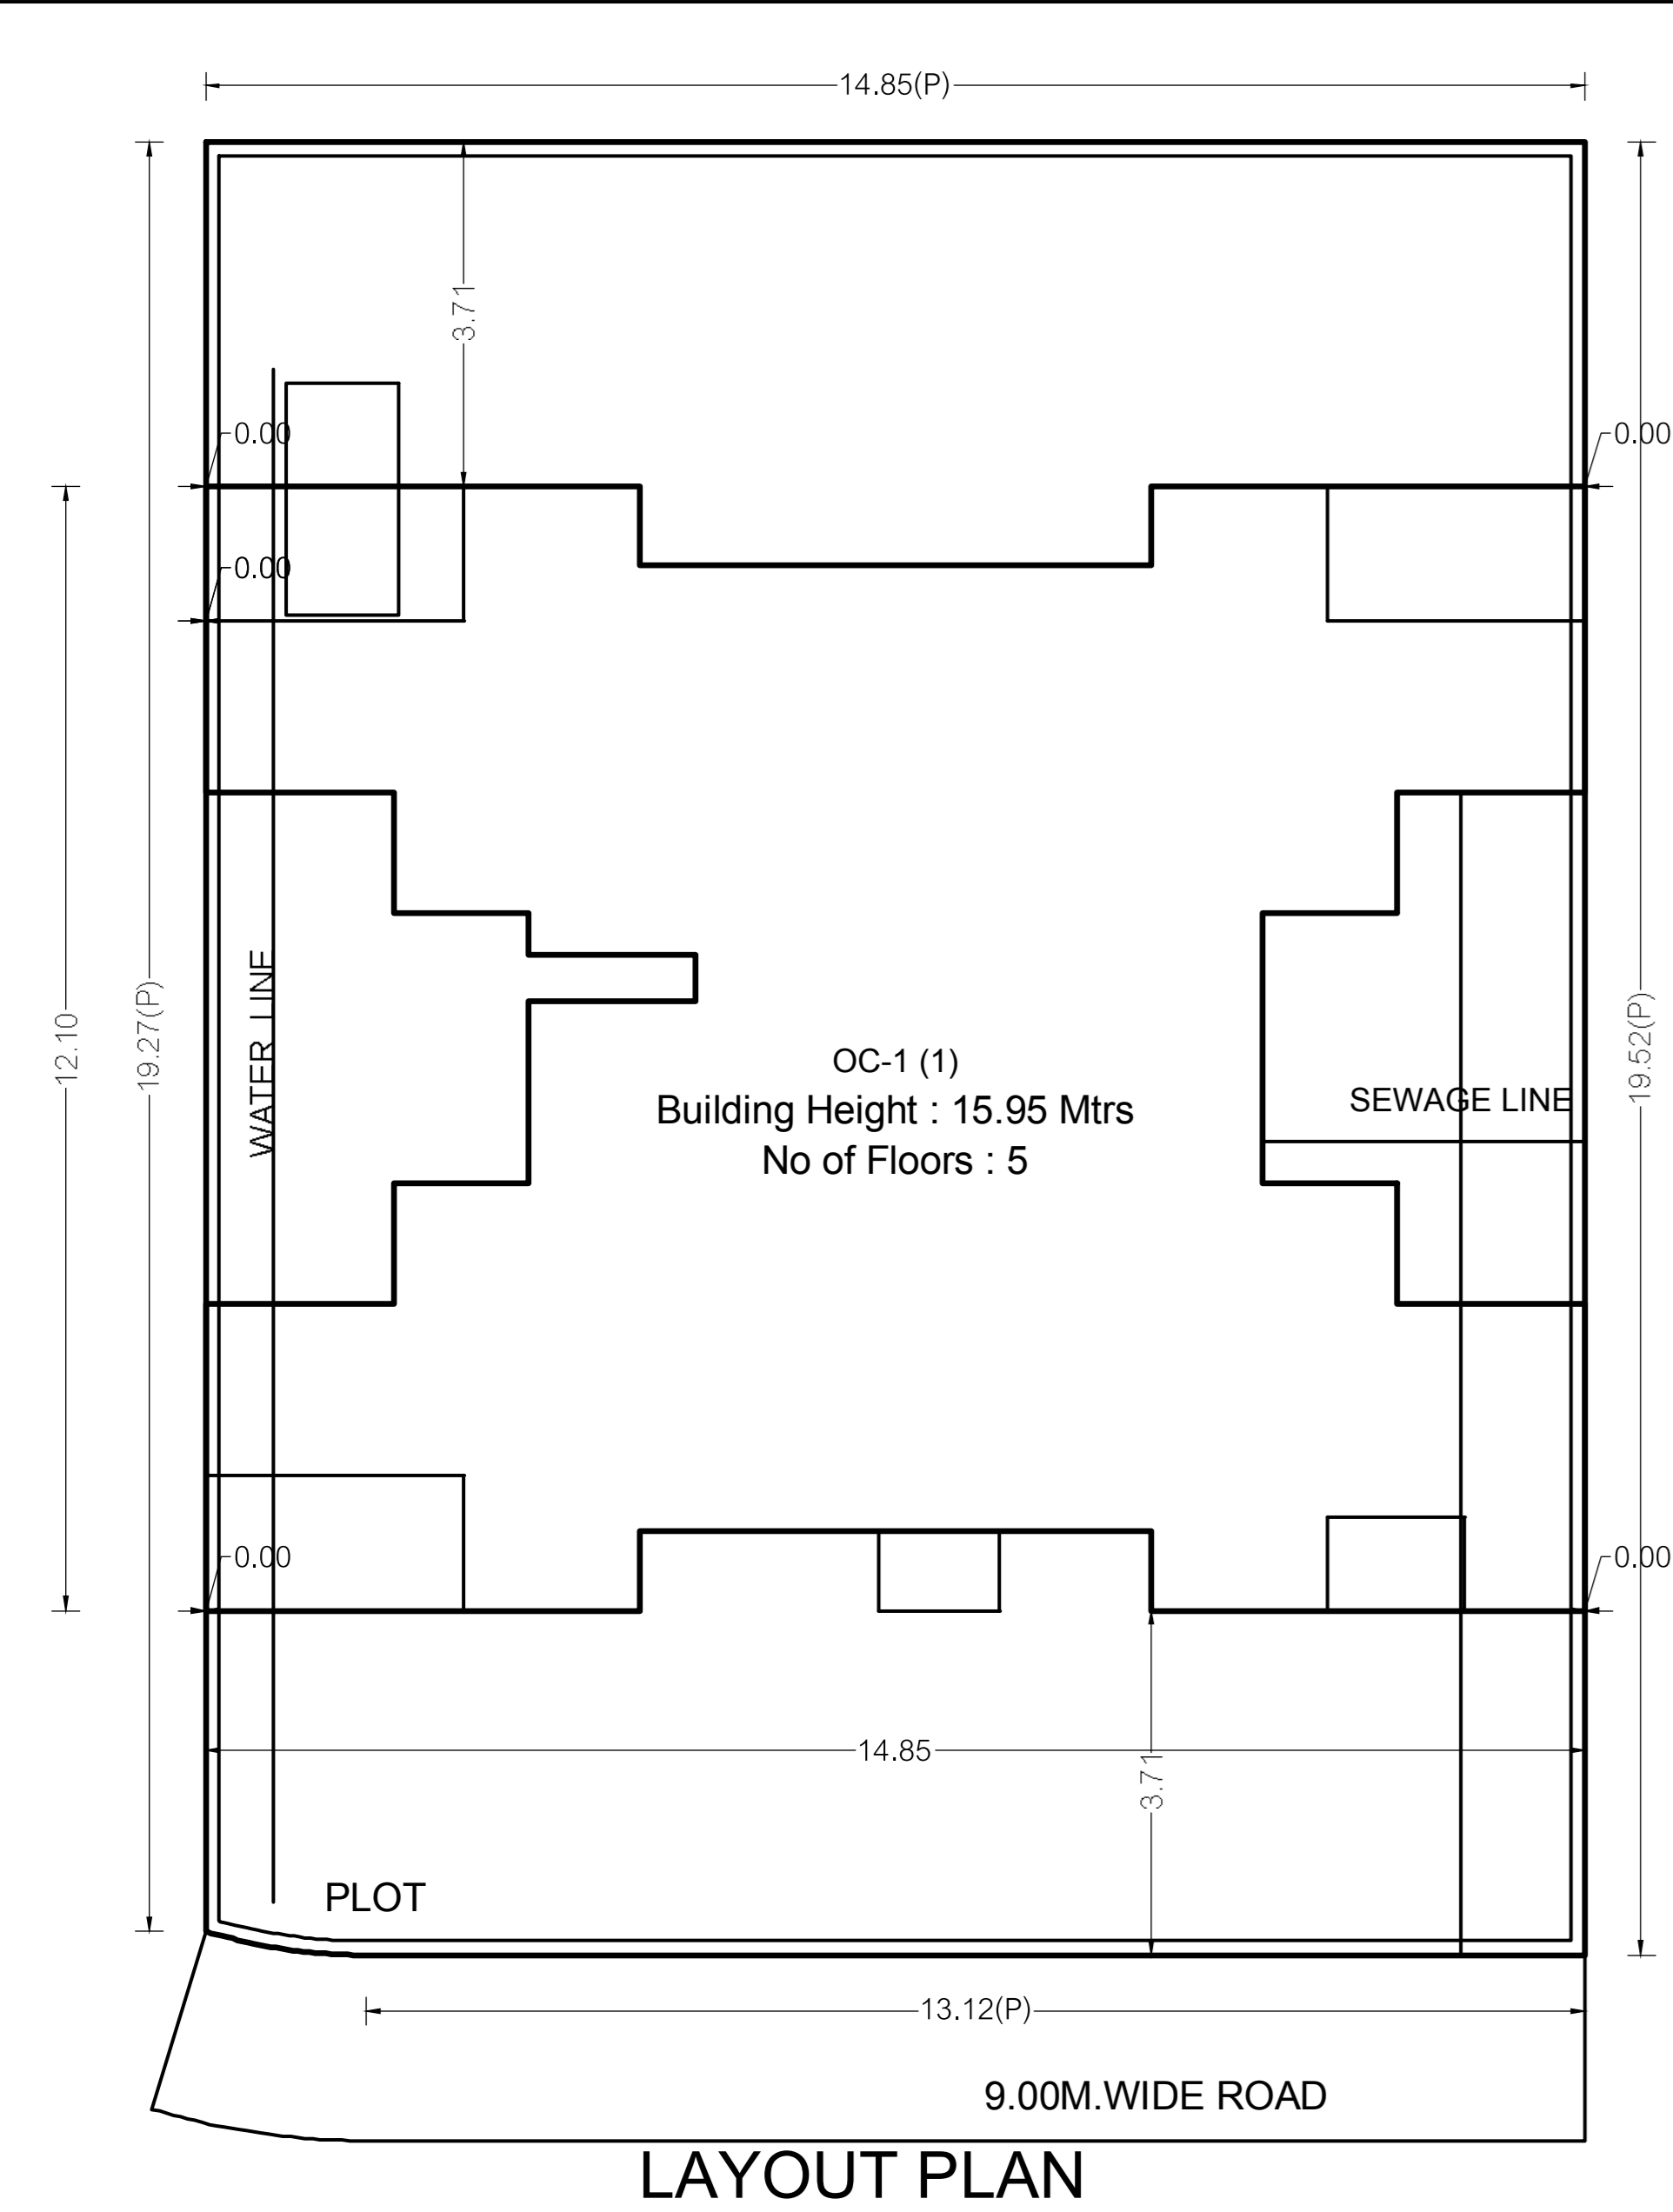 14.85(P)
3.71
0.00
0.00
0.00
12.10
19.27(P)
WATER LINE
OC-1 (1)
Building Height : 15.95 Mtrs
No of Floors : 5
SEWAGE LINE
19.52(P)
0.00
0.00
14.85
3.71
PLOT
13.12(P)
9.00M.WIDE ROAD
LAYOUT PLAN